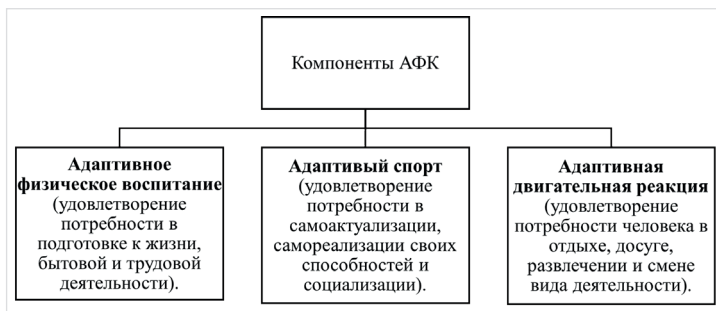 Компоненты АФК
Адаптивное
физическое воспитание
(удовлетворение
потребности в
подготовке к жизни,
бытовой и трудовой
деятельности).
Адаптивый спорт
(удовлетворение
потребности в
самоактуализации,
самореализации своих
способностей и
социализации).
Адаптивная
двигательная реакция
(удовлетворение
потребности человека в
отдыхе, досуге,
развлечении и смене
вида деятельности).